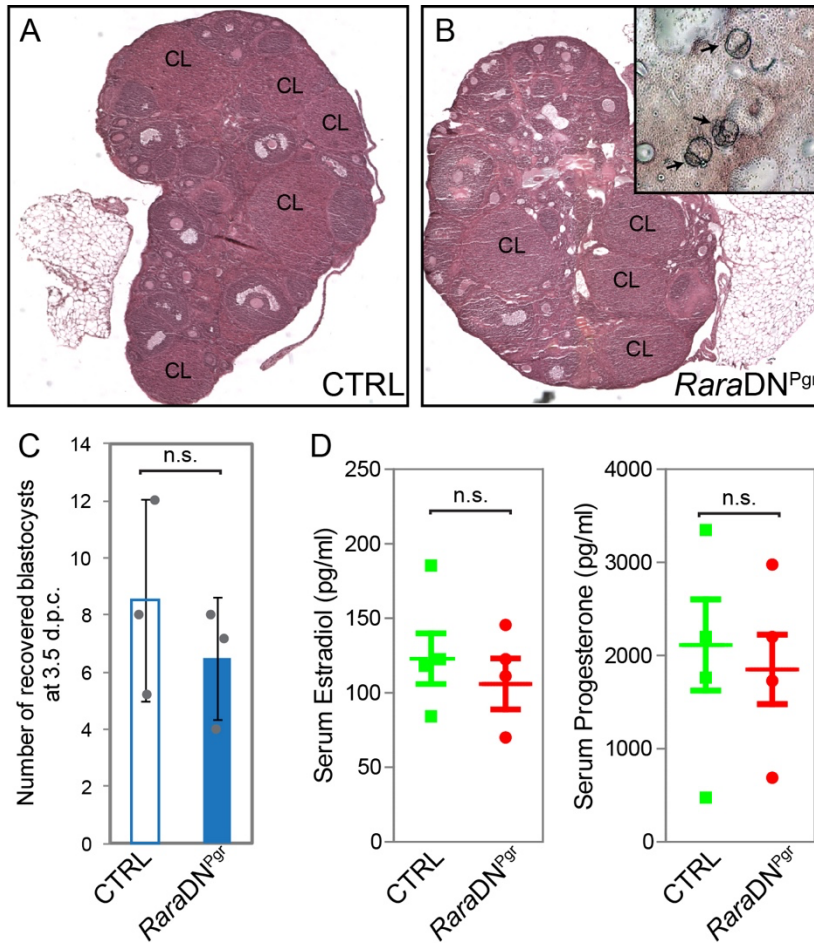 A
CL
CL
CL
CL
CL
CTRL
B
CL
CL
CL
CL
RaraDN^Pgr
C
Number of recovered blastocysts
at 3.5 d.p.c.
14
12
10
8
6
4
2
0
n.s.
CTRL
RaraDN^Pgr
D
Serum Estradiol (pg/ml)
250
200
150
100
50
0
n.s.
CTRL
RaraDN^Pgr
Serum Progesterone (pg/ml)
4000
3000
2000
1000
0
n.s.
CTRL
RaraDN^Pgr